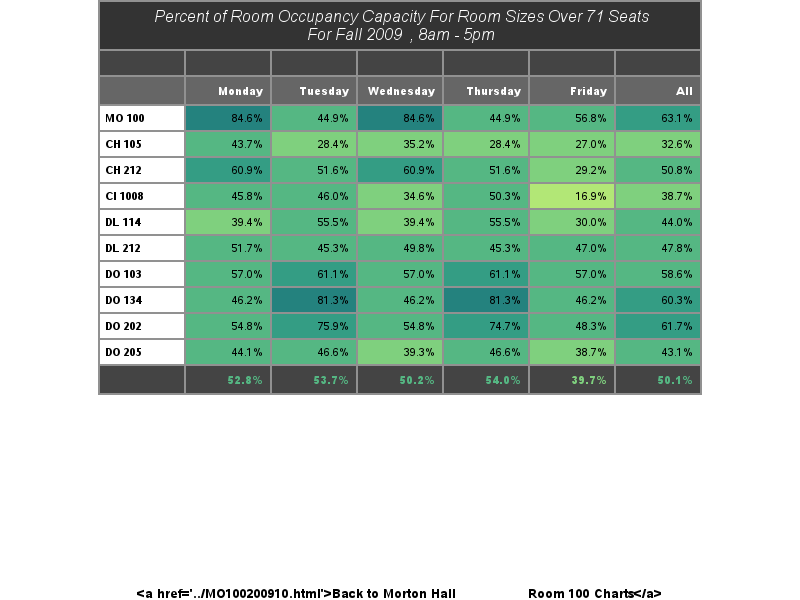 Percent of Room Occupancy Capacity For Room Sizes Over 71 Seats
For Fall 2009 , 8am - 5pm
Monday Tuesday Wednesday Thursday Friday All
MO 100 84.6% 44.9% 84.6% 44.9% 56.8% 63.1%
CH 105 43.7% 28.4% 35.2% 28.4% 27.0% 32.6%
CH 212 60.9% 51.6% 60.9% 51.6% 29.2% 50.8%
CI 1008 45.8% 46.0% 34.6% 50.3% 16.9% 38.7%
DL 114 39.4% 55.5% 39.4% 55.5% 30.0% 44.0%
DL 212 51.7% 45.3% 49.8% 45.3% 47.0% 47.8%
DO 103 57.0% 61.1% 57.0% 61.1% 57.0% 58.6%
DO 134 46.2% 81.3% 46.2% 81.3% 46.2% 60.3%
DO 202 54.8% 75.9% 54.8% 74.7% 48.3% 61.7%
DO 205 44.1% 46.6% 39.3% 46.6% 38.7% 43.1%
52.8% 53.7% 50.2% 54.0% 39.7% 50.1%
<a href='../MO100200910.html'>Back to Morton Hall Room 100 Charts</a>